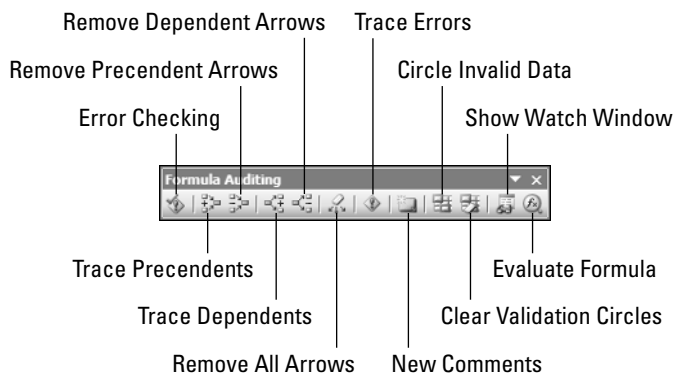 Remove Dependent Arrows Trace Errors
Remove Precendent Arrows Circle Invalid Data
Error Checking Show Watch Window
Formula Auditing
Trace Precendents Evaluate Formula
Trace Dependents Clear Validation Circles
Remove All Arrows New Comments